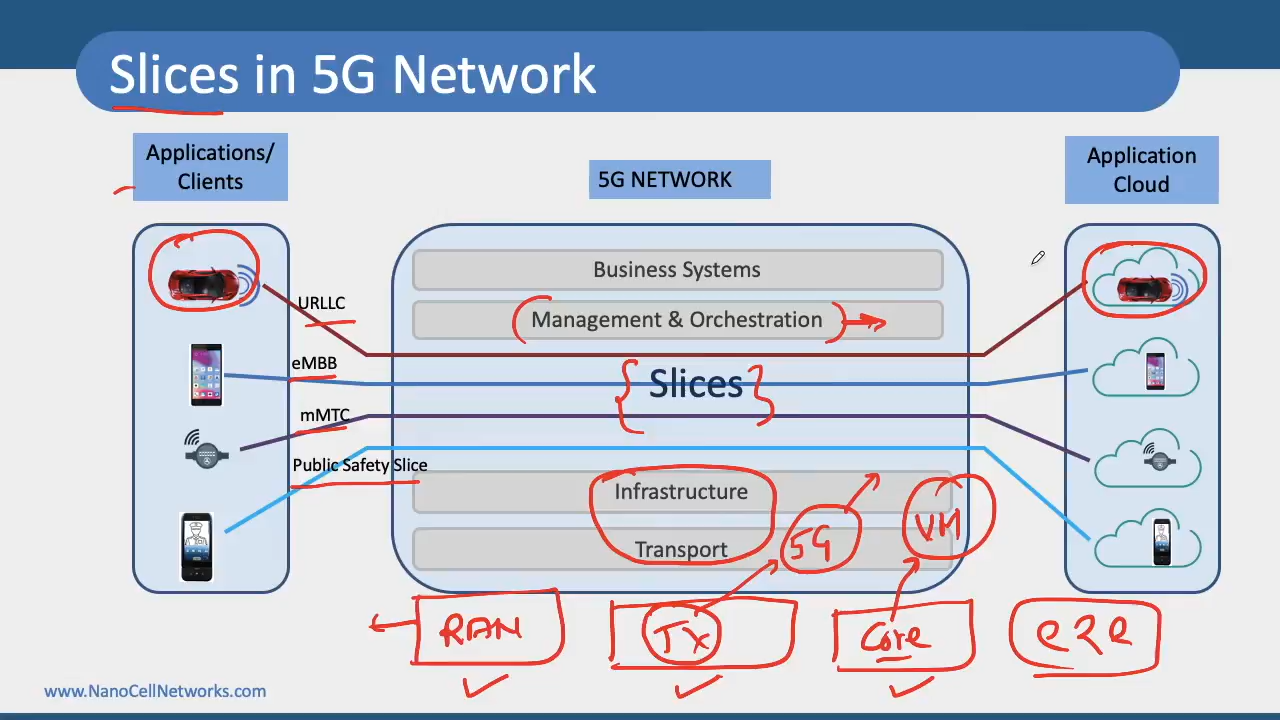 Slices in 5G Network
Applications/
Clients
5G NETWORK
Application
Cloud
Business Systems
URLLC
Management & Orchestration
eMBB
Slices
mMTC
Public Safety Slice
Infrastructure
VM
5G
Transport
RAN
TX
Core
e2e
www.NanoCellNetworks.com